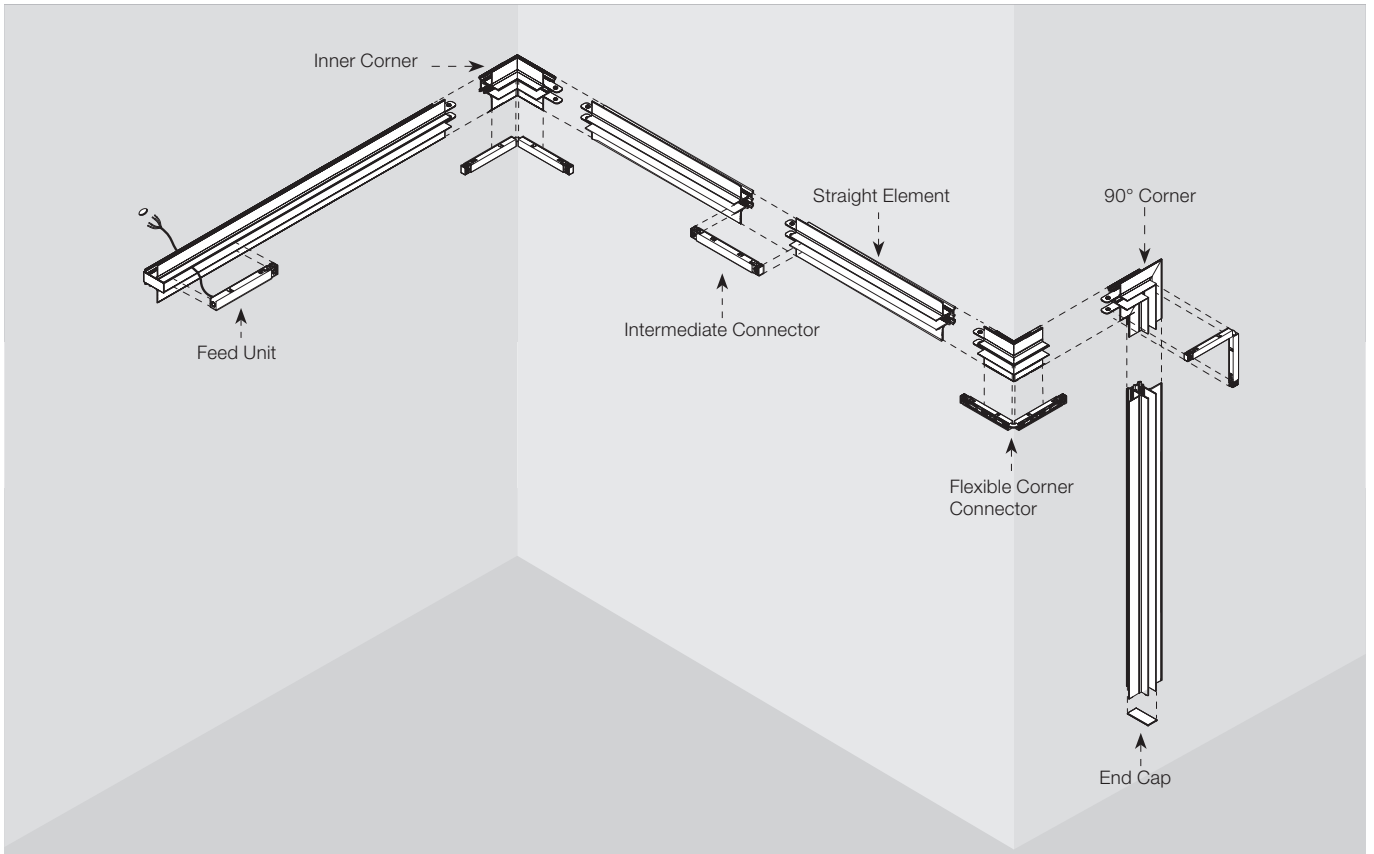 Inner Corner
Straight Element
90° Corner
Intermediate Connector
Feed Unit
Flexible Corner
Connector
End Cap